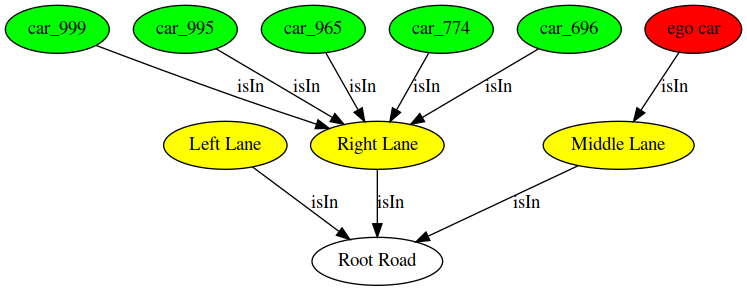 car_999
car_995
car_965
car_774
car_696
ego car
isIn
isIn
isIn
isIn
isIn
isIn
Left Lane
Right Lane
Middle Lane
isIn
isIn
isIn
Root Road